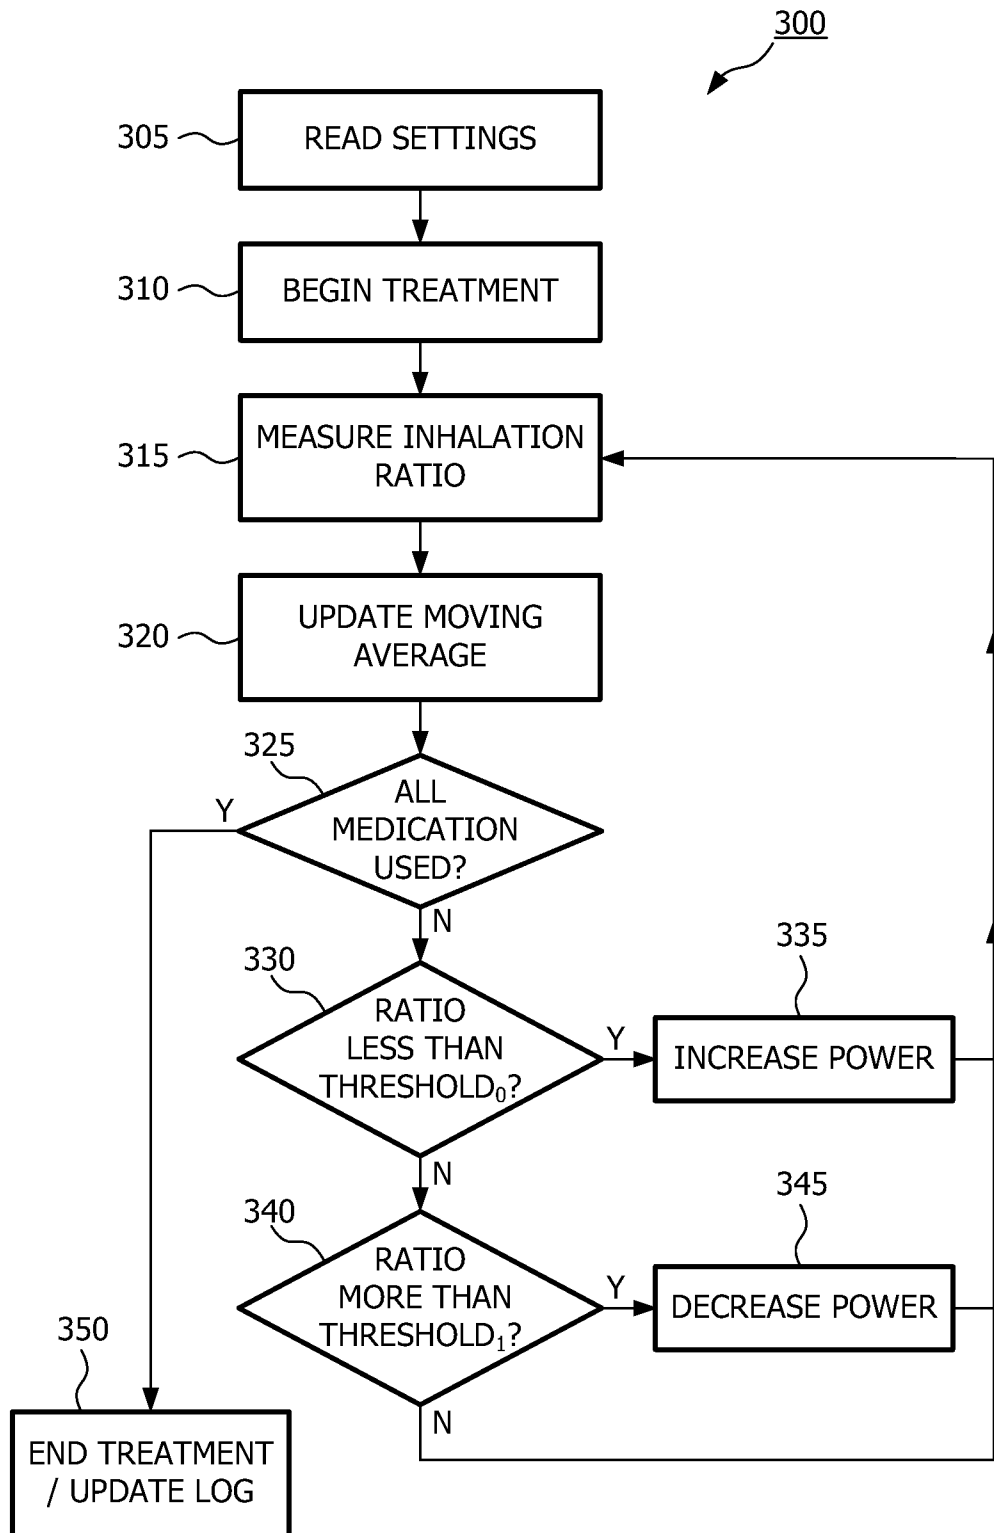 300
305
READ SETTINGS
310
BEGIN TREATMENT
315
MEASURE INHALATION
RATIO
320
UPDATE MOVING
AVERAGE
325
Y
ALL
MEDICATION
USED?
N
330
RATIO
LESS THAN
THRESHOLD₀?
Y
335
INCREASE POWER
N
340
RATIO
MORE THAN
THRESHOLD₁?
Y
345
DECREASE POWER
N
350
END TREATMENT
/ UPDATE LOG